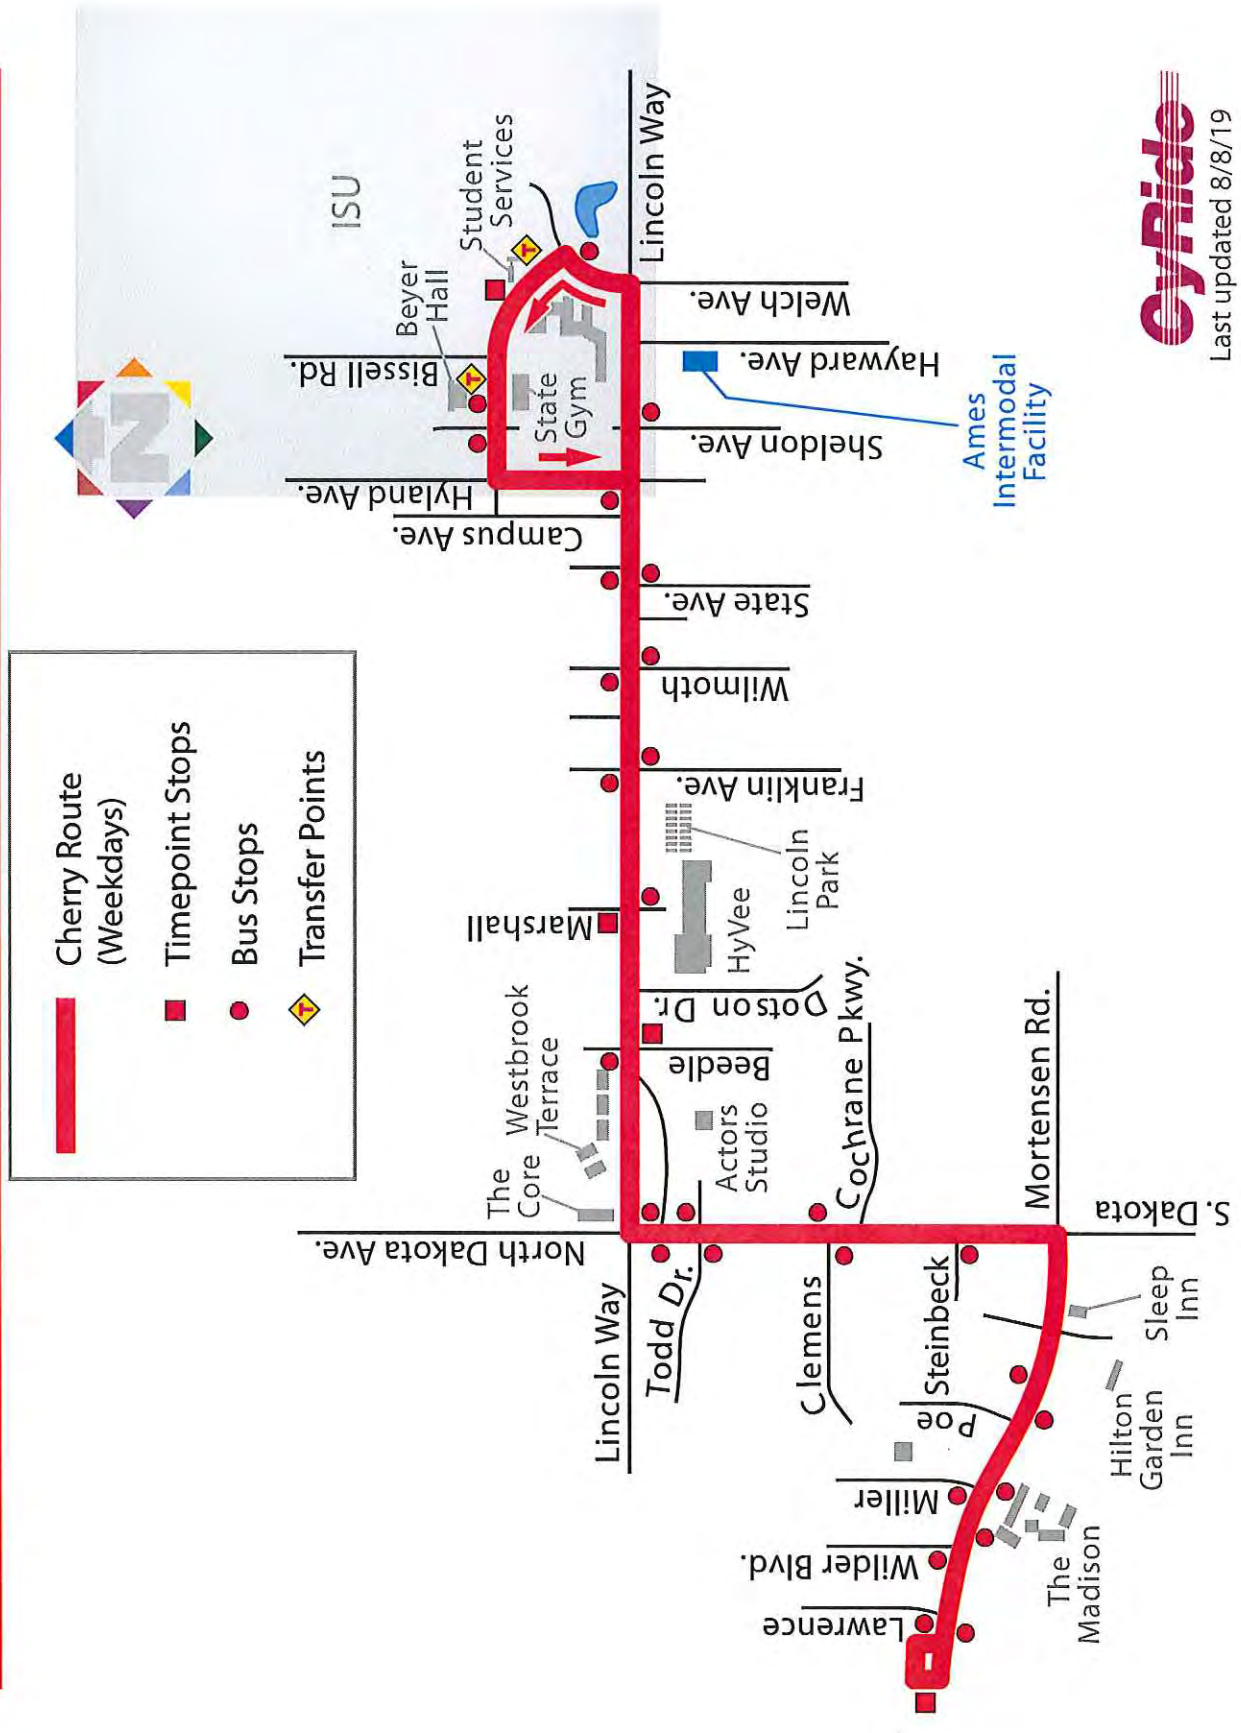 Cherry Route
(Weekdays)
Timepoint Stops
Bus Stops
Transfer Points
T
N
ISU
Student
Services
T
Beyer
Hall
T
Bissell Rd.
State
Gym
Hyland Ave.
Campus Ave.
Lincoln Way
Welch Ave.
Hayward Ave.
Sheldon Ave.
Ames
Intermodal
Facility
State Ave.
Wilmoth
Franklin Ave.
Lincoln
Park
HyVee
Marshall
Dotson Dr.
Beedle
Westbrook
Terrace
The
Core
Actors
Studio
North Dakota Ave.
Lincoln Way
Todd Dr.
Cochrane Pkwy.
Clemens
Steinbeck
Mortensen Rd.
S. Dakota
Sleep
Inn
Hilton
Garden
Inn
Poe
Miller
Wilder Blvd.
Lawrence
The
Madison
CyRide
Last updated 8/8/19